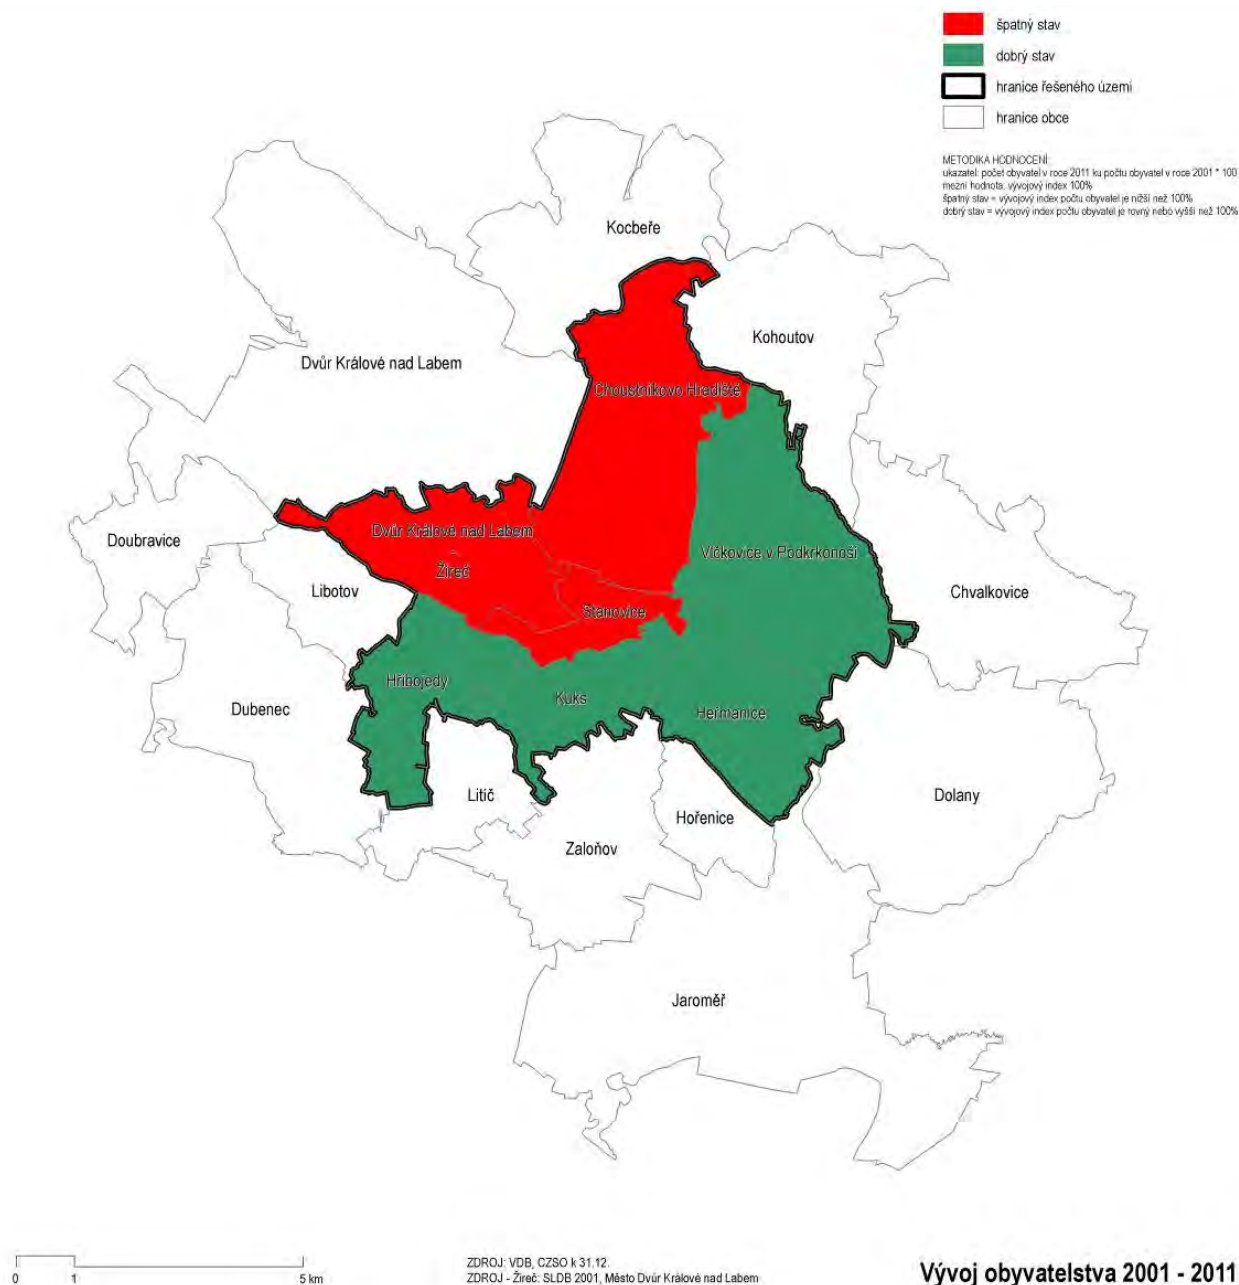 špatný stav
dobrý stav
hranice řešeného území
hranice obce
METODIKA HODNOCENÍ:
ukazatel: počet obyvatel v roce 2011 ku počtu obyvatel v roce 2001 * 100
mezní hodnota: vývojový index 100%
špatný stav = vývojový index počtu obyvatel je nižší než 100%
dobrý stav = vývojový index počtu obyvatel je rovný nebo vyšší než 100%
Kocbeře
Kohoutov
Dvůr Králové nad Labem
Choustníkovo Hradiště
Dvůr Králové nad Labem
–
Žireč
Doubravice
Vlčkovice v Podkrkonoší
Libotov
Chvalkovice
Stanovice
Hřibojedy
Kuks
Dubenec
Heřmanice
Litíč
Dolany
Hořenice
Zaloňov
Jaroměř
0 1 5 km
ZDROJ: VDB, CZSO k 31.12.
ZDROJ - Žireč: SLDB 2001, Město Dvůr Králové nad Labem
Vývoj obyvatelstva 2001 - 2011